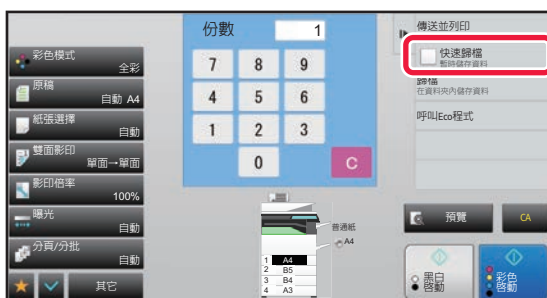 彩色模式
全彩
原稿
自動 A4
紙張選擇
自動
雙面影印
單面→單面
影印倍率
100%
曝光
自動
分頁/分批
自動
其它
份數 1
7 8 9
4 5 6
1 2 3
0 C
普通紙
A4
1 A4
2 B5
3 B4
4 A3
傳送並列印
快速歸檔
暫時儲存資料
歸檔
在資料夾內儲存資料
呼叫Eco程式
預覽
CA
黑白
啓動
彩色
啓動